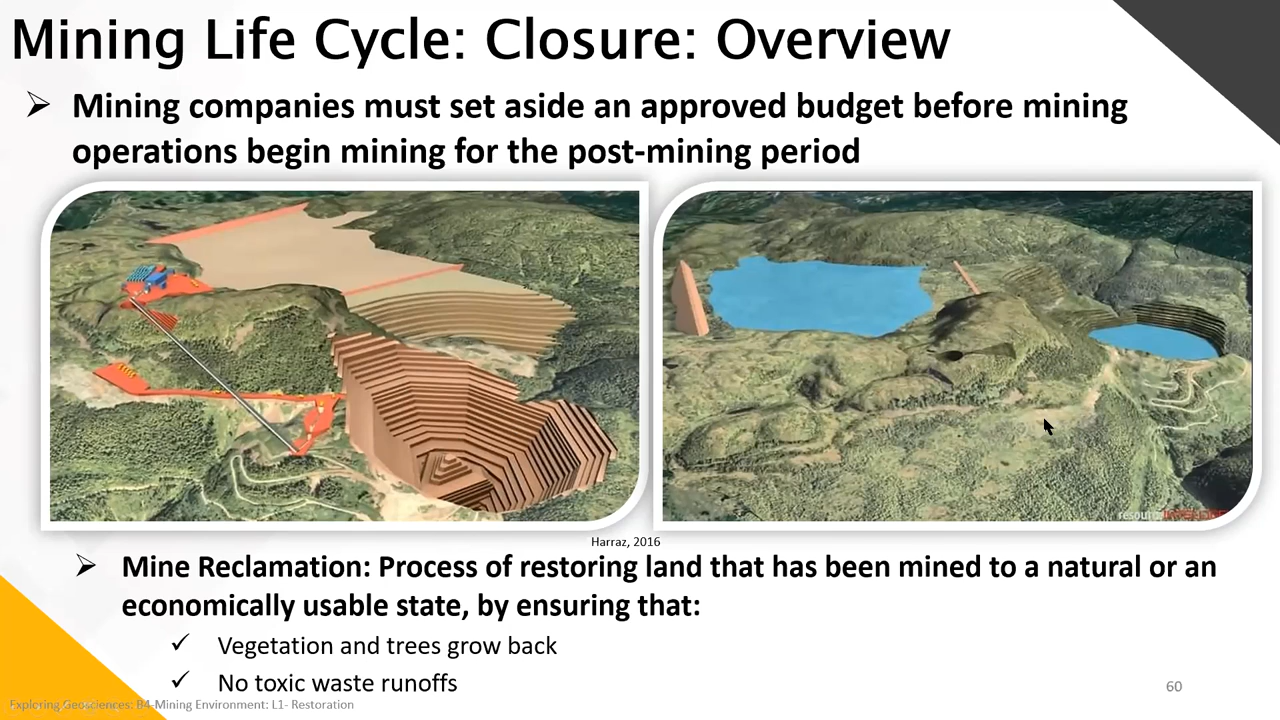 Mining Life Cycle: Closure: Overview
➢ Mining companies must set aside an approved budget before mining
operations begin mining for the post-mining period
Harraz, 2016
➢ Mine Reclamation: Process of restoring land that has been mined to a natural or an
economically usable state, by ensuring that:
✓ Vegetation and trees grow back
✓ No toxic waste runoffs
60
Exploring Geosciences: B4-Mining Environment: L1- Restoration